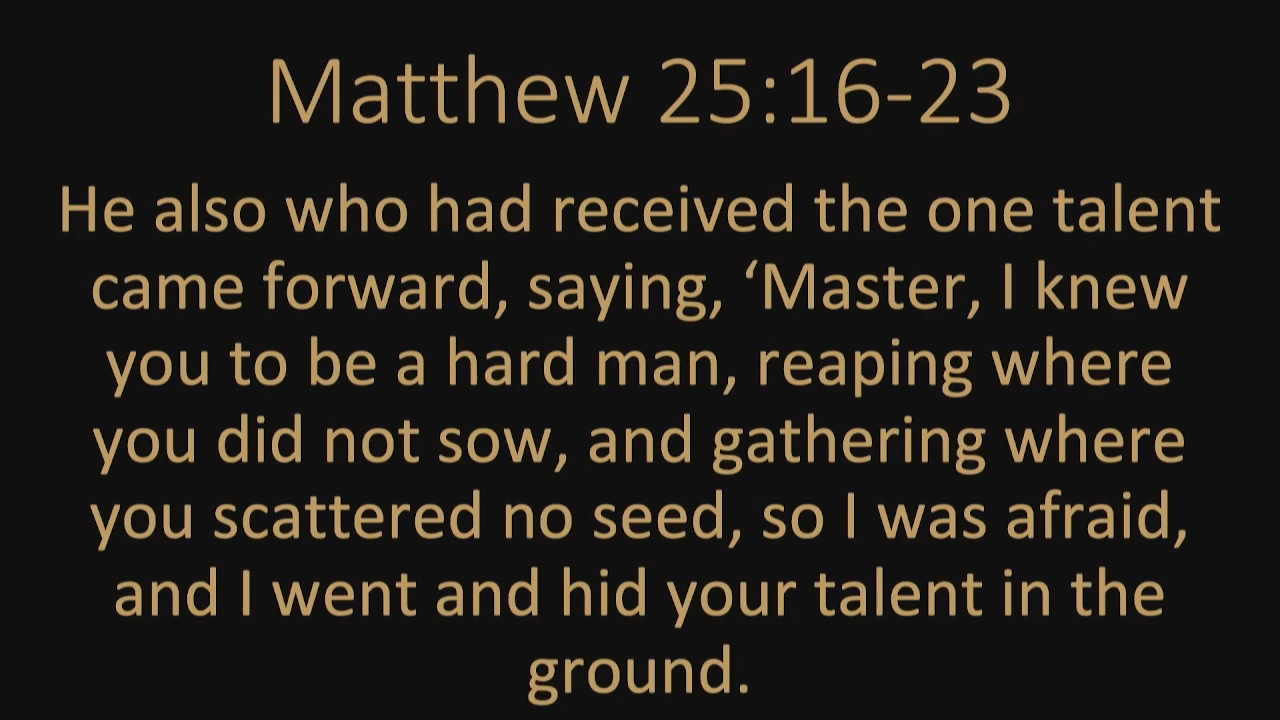 Matthew 25:16-23
He also who had received the one talent
came forward, saying, ‘Master, I knew
you to be a hard man, reaping where
you did not sow, and gathering where
you scattered no seed, so I was afraid,
and I went and hid your talent in the
ground.